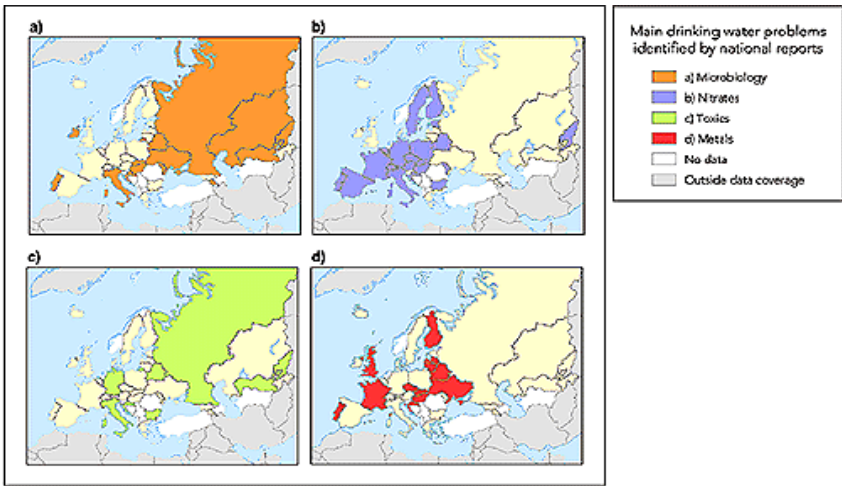 a)
b)
c)
d)
Main drinking water problems
identified by national reports
a) Microbiology
b) Nitrates
c) Toxics
d) Metals
No data
Outside data coverage